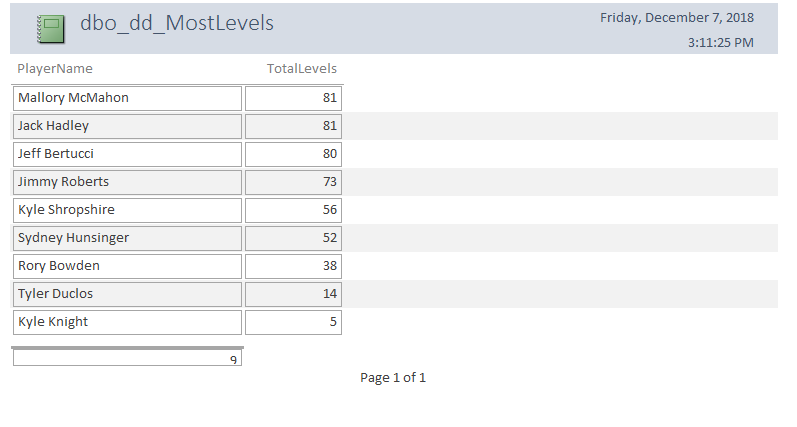 dbo_dd_MostLevels
Friday, December 7, 2018
3:11:25 PM
PlayerName TotalLevels
Mallory McMahon 81
Jack Hadley 81
Jeff Bertucci 80
Jimmy Roberts 73
Kyle Shropshire 56
Sydney Hunsinger 52
Rory Bowden 38
Tyler Duclos 14
Kyle Knight 5
9
Page 1 of 1